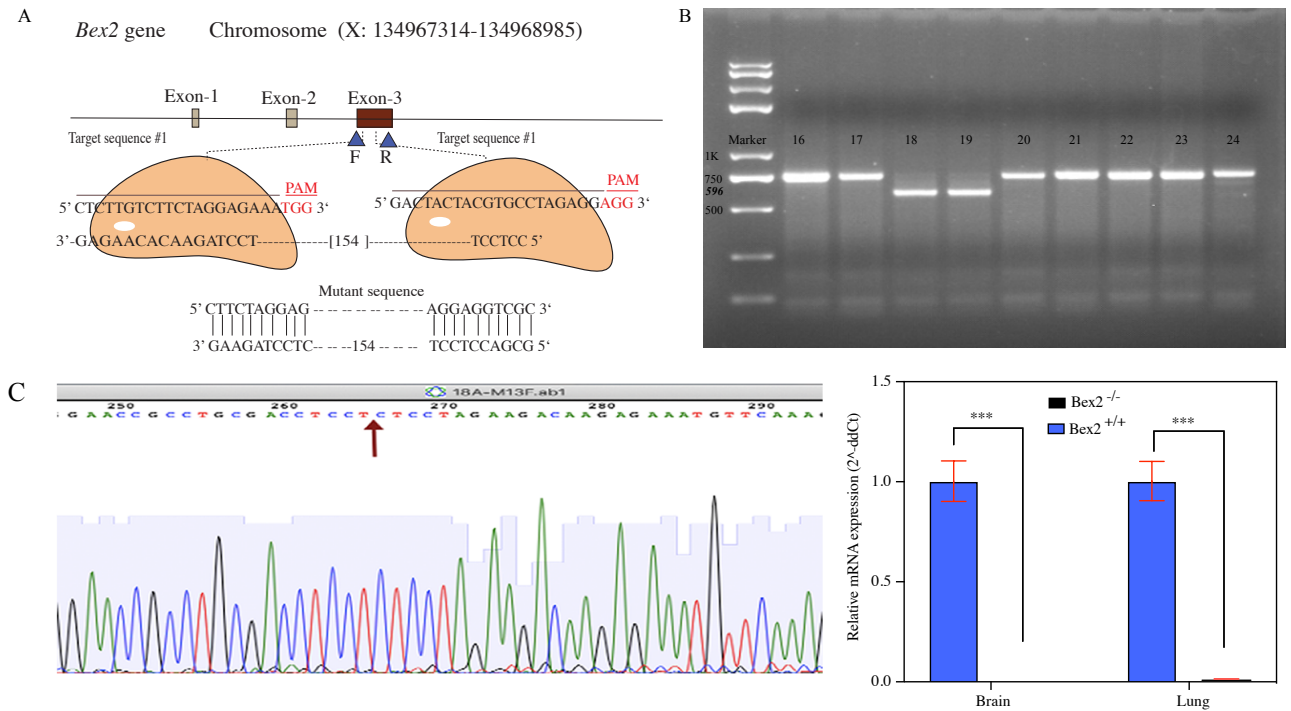 A
Bex2 gene Chromosome (X: 134967314-134968985)
Exon-1 Exon-2 Exon-3
Target sequence #1 Target sequence #1
F R
PAM PAM
5' CTCTTGTCTTCTAGGAGAAATGG 3' 5' GACTACTACGTGCCTAGAGGAGG 3'
3'-GAGAACACAAGATCCT-----------[154 ]----------------TCCTCC 5'
Mutant sequence
5' CTTCTAGGAG-- -- -- -- -- -- -- --AGGAGGTCGC 3'
3' GAAGATCCTC-- -- --154 -- -- -- TCCTCCAGCG 5'
B
Marker 16 17 18 19 20 21 22 23 24
1K
750
596
500
C
18A-M13F.ab1
250 260 270 280 290
G G A A C C G C C T G C G A C C T C C T C T C C T A G A A G A C A A G A G A A A T G T T C A A A
Relative mRNA expression (2^-ddCt)
1.5
1.0
0.5
0.0
Bex2 -/-
Bex2 +/+
*** ***
Brain Lung